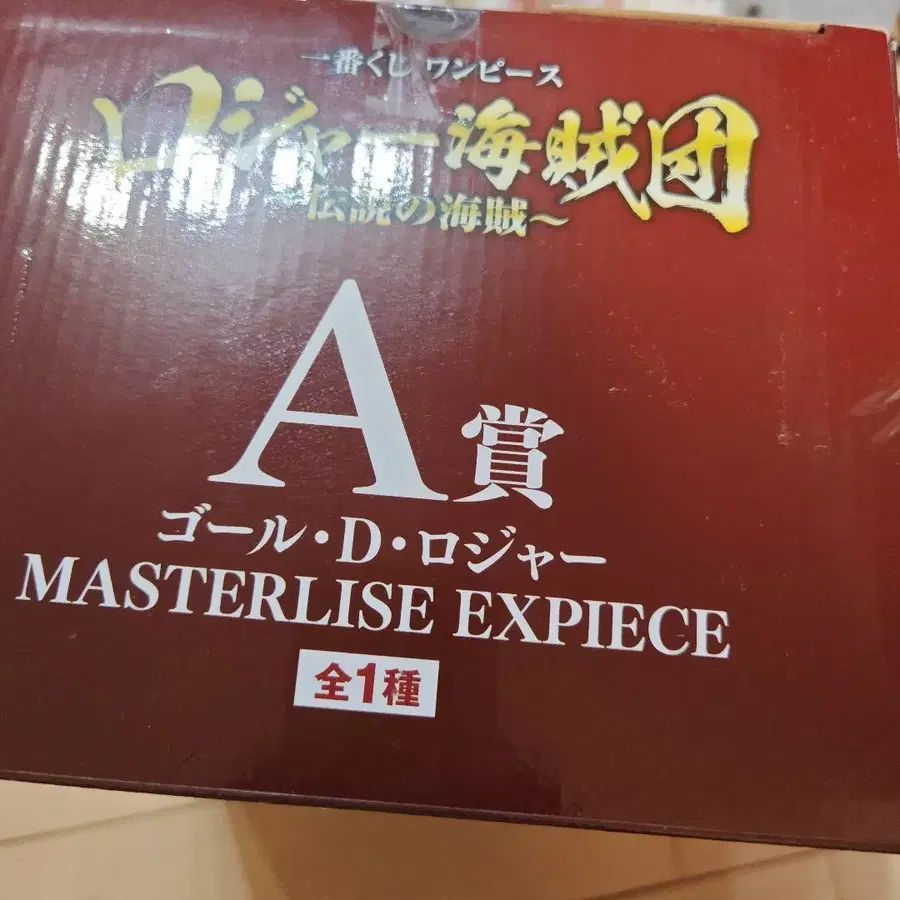 一番くじ ワンピース
ロジャー海賊団
伝説の海賊～
A賞
ゴール・D・ロジャー
MASTERLISE EXPIECE
全1種